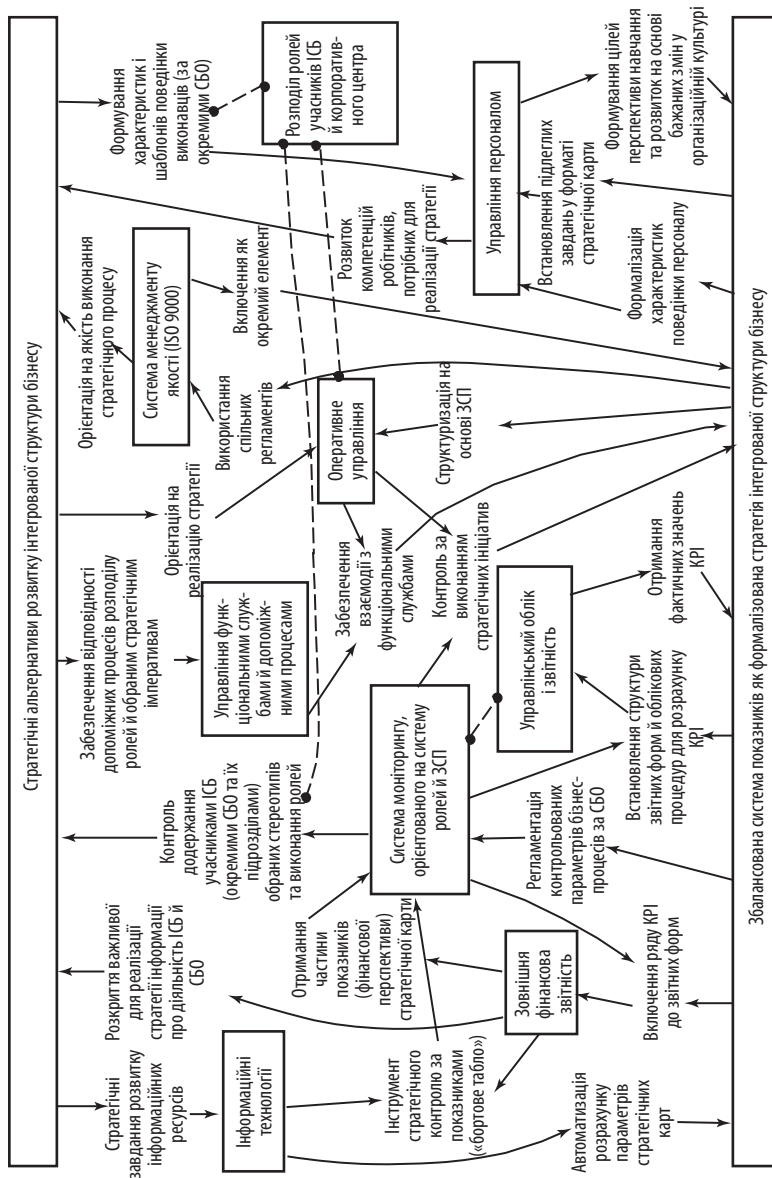 Стратегічні альтернативи розвитку інтегрованої структури бізнесу
Стратегічні
завдання розвитку
інформаційних
ресурсів
Розкриття важливої
для реалізації
стратегії інформації
про діяльність ІСБ й
СБО
Контроль
додержання
учасниками ІСБ
(окремими СБО та їх
підрозділами)
обраних стереотипів
та виконання ролей
Забезпечення відповідності
допоміжних процесів розподілу
ролей й обраним стратегічним
імперативам
Орієнтація на
реалізацію стратегії
Орієнтація на якість виконання
стратегічного процесу
Формування
характеристик і
шаблонів поведінки
виконавців (за
окремими СБО)
Інформаційні
технології
Управління функ-
ціональними служ-
бами й допоміж-
ними процесами
Система менеджменту
якості (ISO 9000)
Використання
спільних
регламентів
Включення як
окремий елемент
Розподіл ролей
учасників ІСБ
й корпоратив-
ного центра
Отримання
частини
показників
(фінансової
перспективи)
стратегічної карти
Забезпечення
взаємодії з
функціональними
службами
Оперативне
управління
Розвиток
компетенцій
робітників,
потрібних для
реалізації стратегії
Інструмент
стратегічного
контролю за
показниками
(«бортове табло»)
Система моніторингу,
орієнтованого на систему
ролей й ЗСП
Контроль за
виконанням
стратегічних ініціатив
Структуризація на
основі ЗСП
Управління персоналом
Зовнішня
фінансова
звітність
Управлінський облік
і звітність
Встановлення підлеглих
завдань у форматі
стратегічної карти
Автоматизація
розрахунку
параметрів
стратегічних
карт
Включення ряду KPI
до звітних форм
Регламентація
контрольованих
параметрів бізнес-
процесів за СБО
Встановлення структури
звітних форм й облікових
процедур для розрахунку
KPI
Отримання
фактичних значень
KPI
Формалізація
характеристик
поведінки персоналу
Формування цілей
перспективи навчання
та розвиток на основі
бажаних змін у
організаційній культурі
Збалансована система показників як формалізована стратегія інтегрованої структури бізнесу